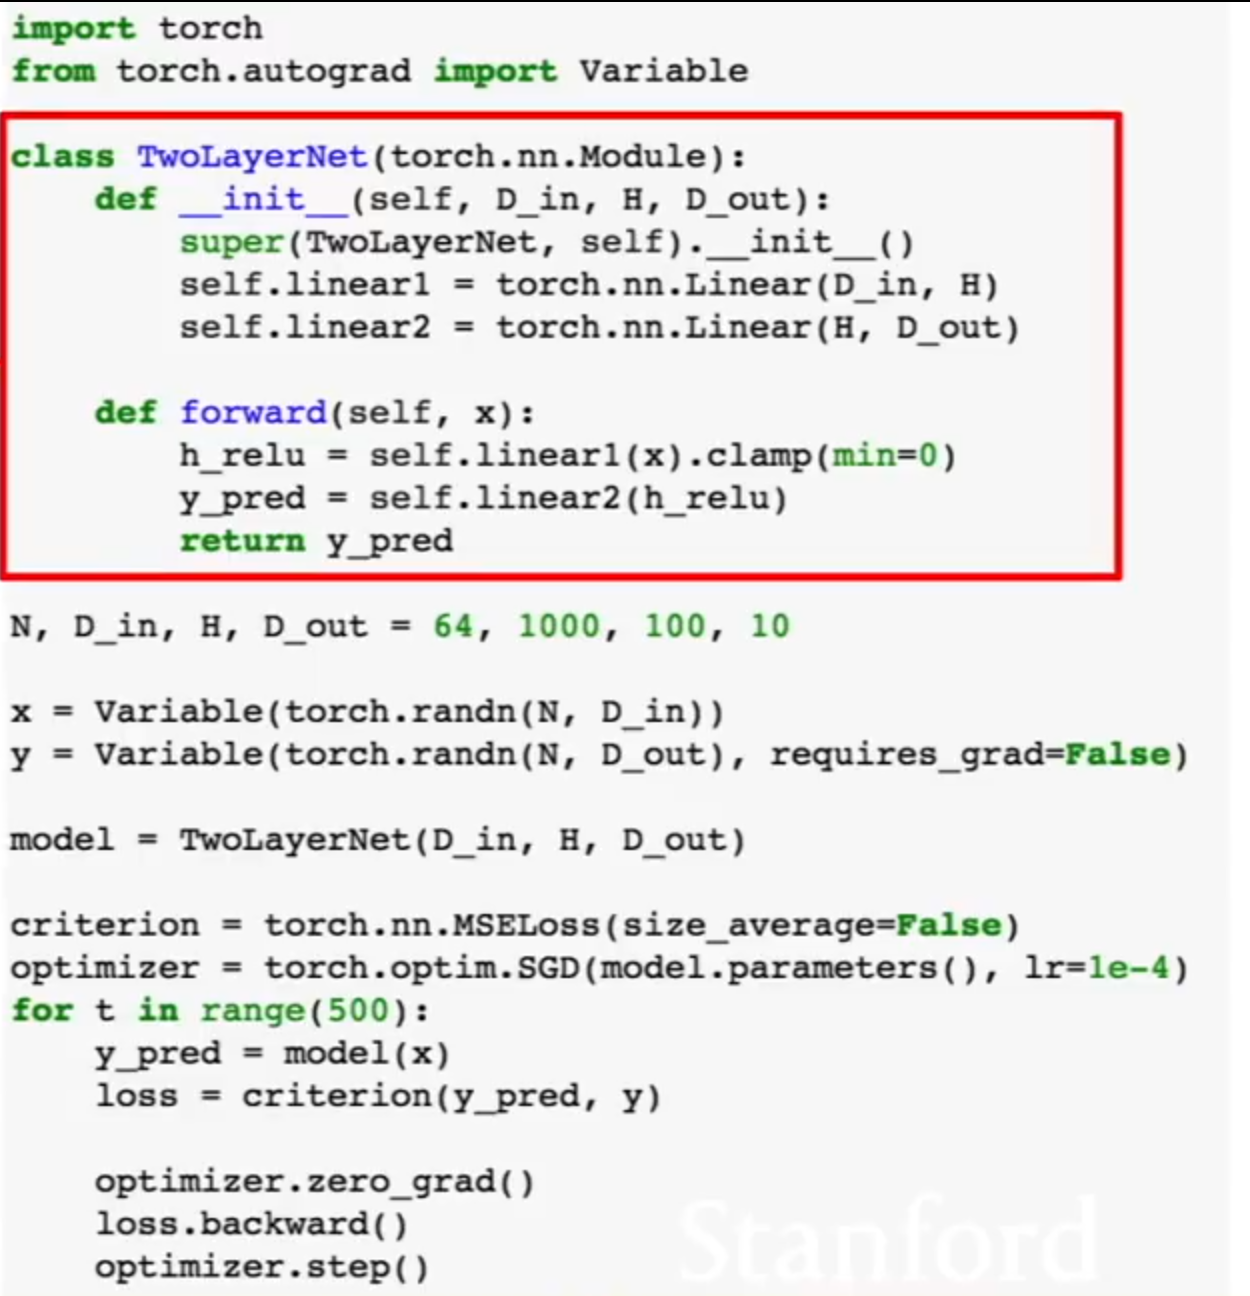 import torch
from torch.autograd import Variable
class TwoLayerNet(torch.nn.Module):
    def __init__(self, D_in, H, D_out):
        super(TwoLayerNet, self).__init__()
        self.linear1 = torch.nn.Linear(D_in, H)
        self.linear2 = torch.nn.Linear(H, D_out)
    def forward(self, x):
        h_relu = self.linear1(x).clamp(min=0)
        y_pred = self.linear2(h_relu)
        return y_pred
N, D_in, H, D_out = 64, 1000, 100, 10
x = Variable(torch.randn(N, D_in))
y = Variable(torch.randn(N, D_out), requires_grad=False)
model = TwoLayerNet(D_in, H, D_out)
criterion = torch.nn.MSELoss(size_average=False)
optimizer = torch.optim.SGD(model.parameters(), lr=1e-4)
for t in range(500):
    y_pred = model(x)
    loss = criterion(y_pred, y)
    optimizer.zero_grad()
    loss.backward()
    optimizer.step()
Stanford